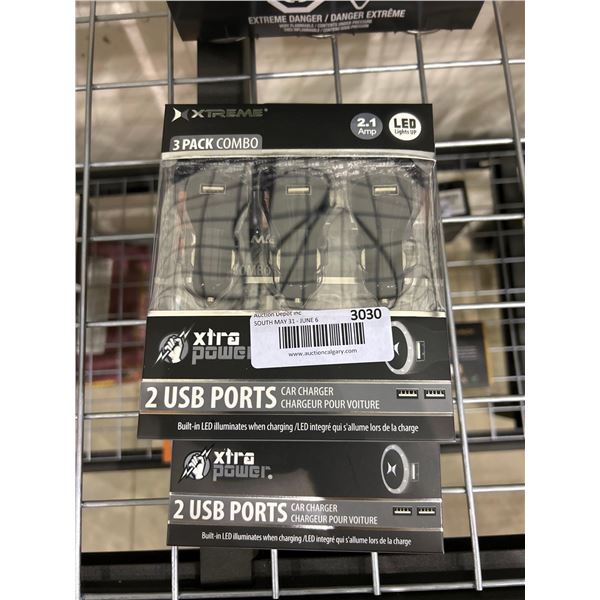 EXTREME DANGER / DANGER EXTRÊME
XTREME®
3 PACK COMBO
2.1 Amp
LED Lights UP
COMBO
Auction Depot Inc
SOUTH MAY 31 - JUNE 6
3030
www.auctioncalgary.com
xtra power
2 USB PORTS CAR CHARGER
CHARGEUR POUR VOITURE
Built-in LED illuminates when charging /LED integré qui s'allume lors de la charge
xtra power.
2 USB PORTS CAR CHARGER
CHARGEUR POUR VOITURE
Built-in LED illuminates when charging /LED integré qui s'allume lors de la charge